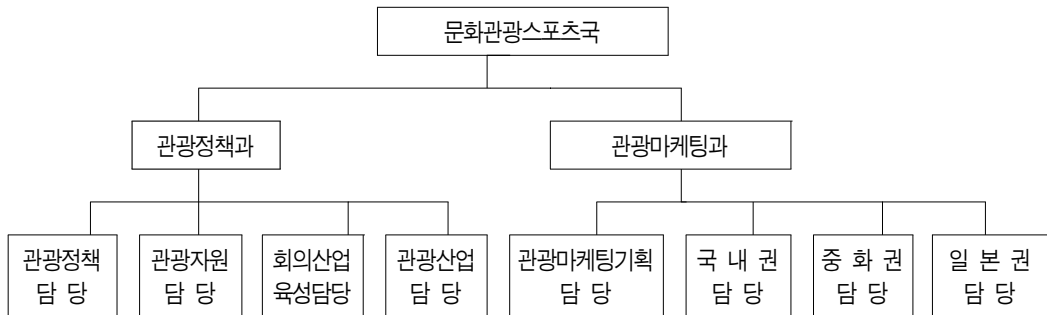 문화관광스포츠국
관광정책과
관광마케팅과
관광정책
담 당
관광자원
담 당
회의산업
육성담당
관광산업
담 당
관광마케팅기획
담 당
국 내 권
담 당
중 화 권
담 당
일 본 권
담 당